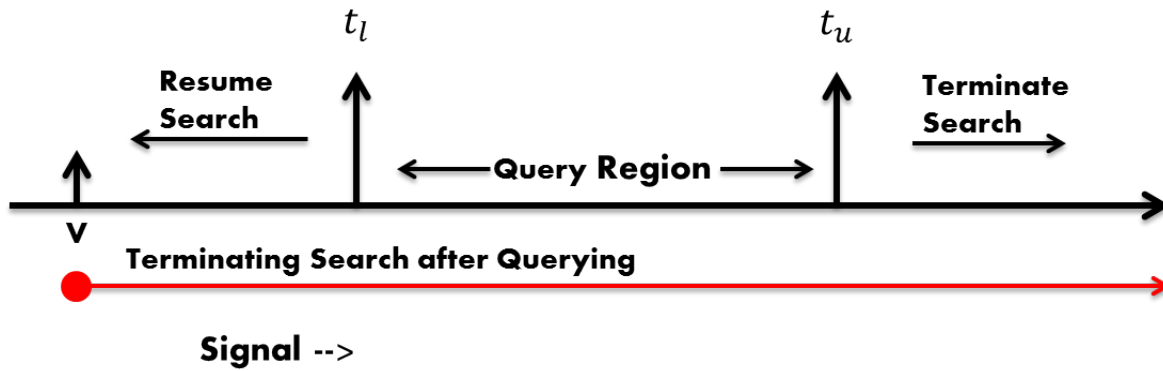 t_l
t_u
Resume
Search
Terminate
Search
Query Region
v
Terminating Search after Querying
Signal -->